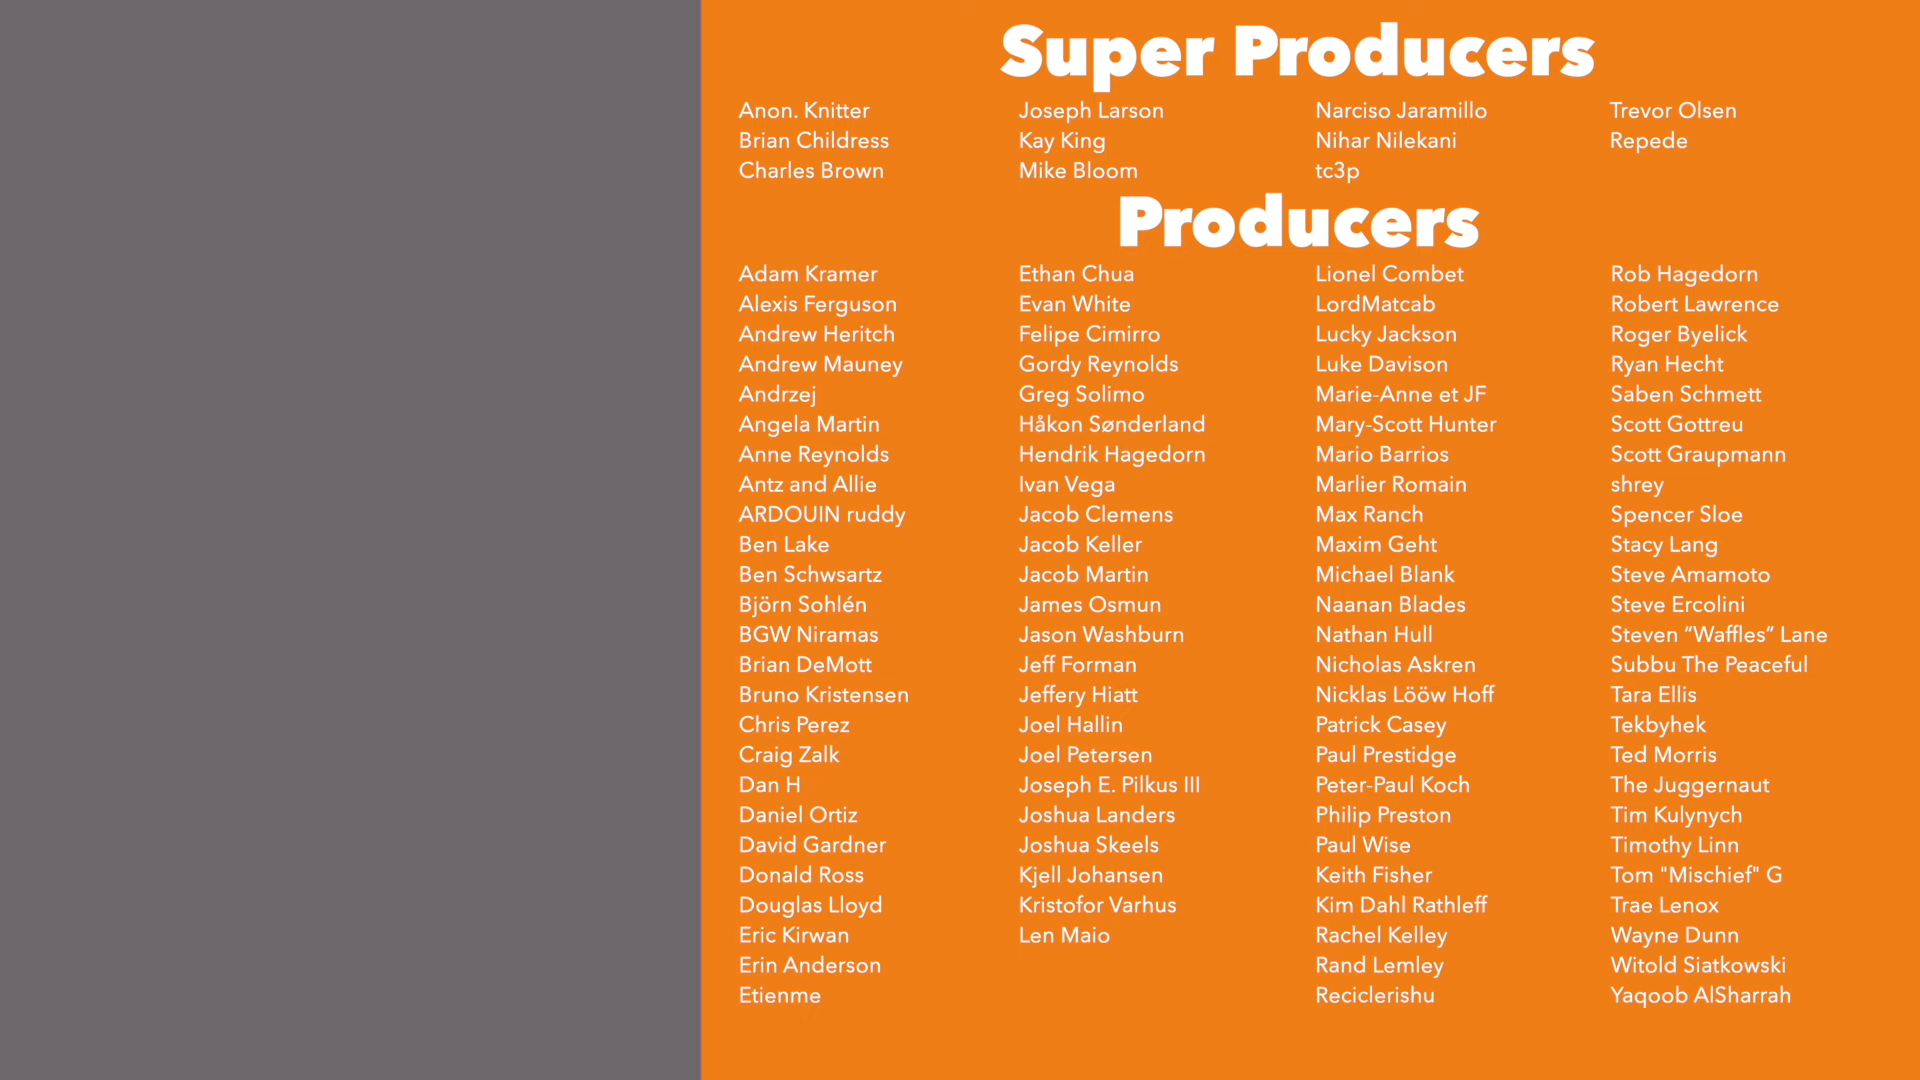 Super Producers
Anon. Knitter
Brian Childress
Charles Brown
Joseph Larson
Kay King
Mike Bloom
Narciso Jaramillo
Nihar Nilekani
tc3p
Trevor Olsen
Repede
Producers
Adam Kramer
Alexis Ferguson
Andrew Heritch
Andrew Mauney
Andrzej
Angela Martin
Anne Reynolds
Antz and Allie
ARDOUIN ruddy
Ben Lake
Ben Schwsartz
Björn Sohlén
BGW Niramas
Brian DeMott
Bruno Kristensen
Chris Perez
Craig Zalk
Dan H
Daniel Ortiz
David Gardner
Donald Ross
Douglas Lloyd
Eric Kirwan
Erin Anderson
Etienme
Ethan Chua
Evan White
Felipe Cimirro
Gordy Reynolds
Greg Solimo
Håkon Sønderland
Hendrik Hagedorn
Ivan Vega
Jacob Clemens
Jacob Keller
Jacob Martin
James Osmun
Jason Washburn
Jeff Forman
Jeffery Hiatt
Joel Hallin
Joel Petersen
Joseph E. Pilkus III
Joshua Landers
Joshua Skeels
Kjell Johansen
Kristofor Varhus
Len Maio
Lionel Combet
LordMatcab
Lucky Jackson
Luke Davison
Marie-Anne et JF
Mary-Scott Hunter
Mario Barrios
Marlier Romain
Max Ranch
Maxim Geht
Michael Blank
Naanan Blades
Nathan Hull
Nicholas Askren
Nicklas Lööw Hoff
Patrick Casey
Paul Prestidge
Peter-Paul Koch
Philip Preston
Paul Wise
Keith Fisher
Kim Dahl Rathleff
Rachel Kelley
Rand Lemley
Reciclerishu
Rob Hagedorn
Robert Lawrence
Roger Byelick
Ryan Hecht
Saben Schmett
Scott Gottreu
Scott Graupmann
shrey
Spencer Sloe
Stacy Lang
Steve Amamoto
Steve Ercolini
Steven “Waffles” Lane
Subbu The Peaceful
Tara Ellis
Tekbyhek
Ted Morris
The Juggernaut
Tim Kulynych
Timothy Linn
Tom "Mischief" G
Trae Lenox
Wayne Dunn
Witold Siatkowski
Yaqoob AlSharrah